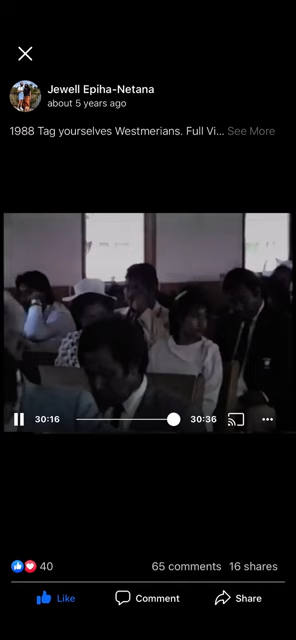 Jewell Epiha-Netana
about 5 years ago
1988 Tag yourselves Westmerians. Full Vi... See More
30:16
30:36
40
65 comments 16 shares
Like Comment Share